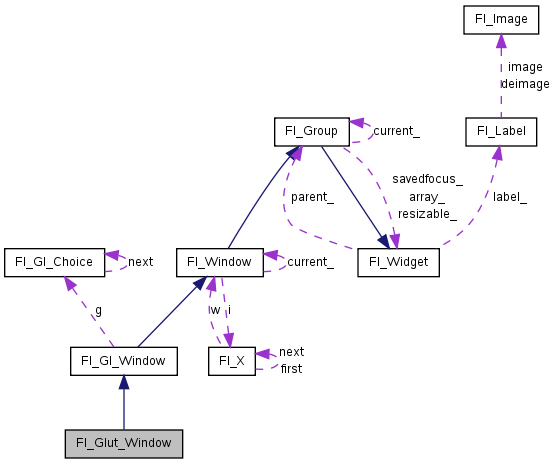 Fl_Image
image
deimage
Fl_Group
current_
Fl_Label
savedfocus_
array_
resizable_
parent_
label_
Fl_Gl_Choice
next
Fl_Window
current_
Fl_Widget
g
w
i
Fl_Gl_Window
Fl_X
next
first
Fl_Glut_Window